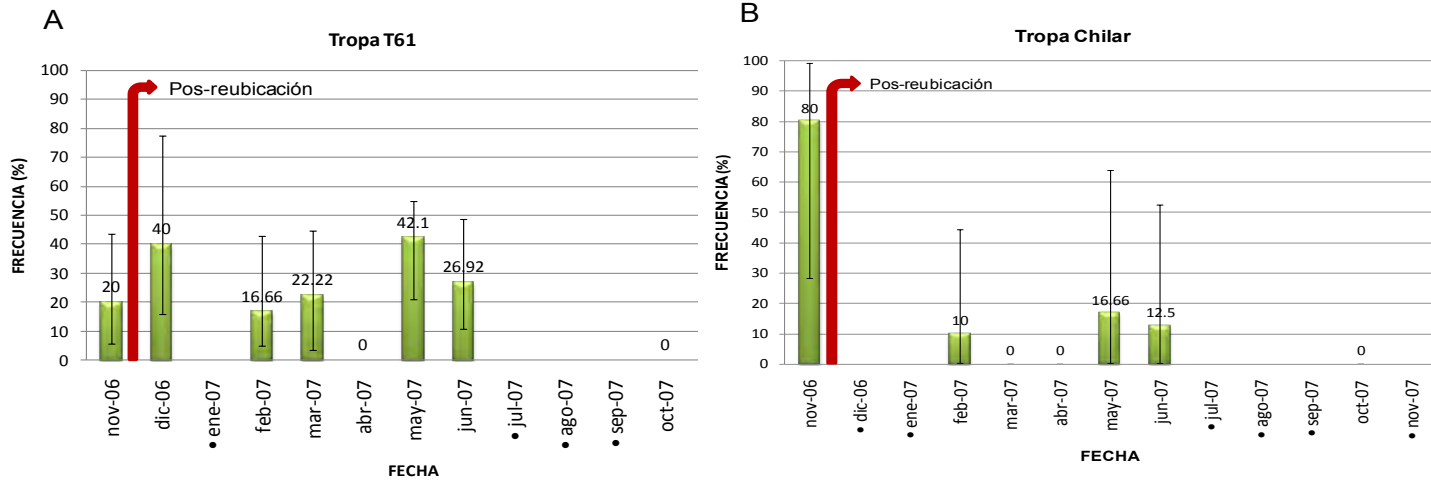 A
Tropa T61
Pos-reubicación
FRECUENCIA (%)
100
90
80
70
60
50
40
30
20
10
0
20
40
16.66
22.22
0
42.1
26.92
0
nov-06
dic-06
• ene-07
feb-07
mar-07
abr-07
may-07
jun-07
• jul-07
• ago-07
• sep-07
oct-07
FECHA
B
Tropa Chilar
Pos-reubicación
FRECUENCIA (%)
100
90
80
70
60
50
40
30
20
10
0
80
10
0
0
16.66
12.5
0
nov-06
• dic-06
• ene-07
feb-07
mar-07
abr-07
may-07
jun-07
• jul-07
• ago-07
• sep-07
oct-07
• nov-07
FECHA